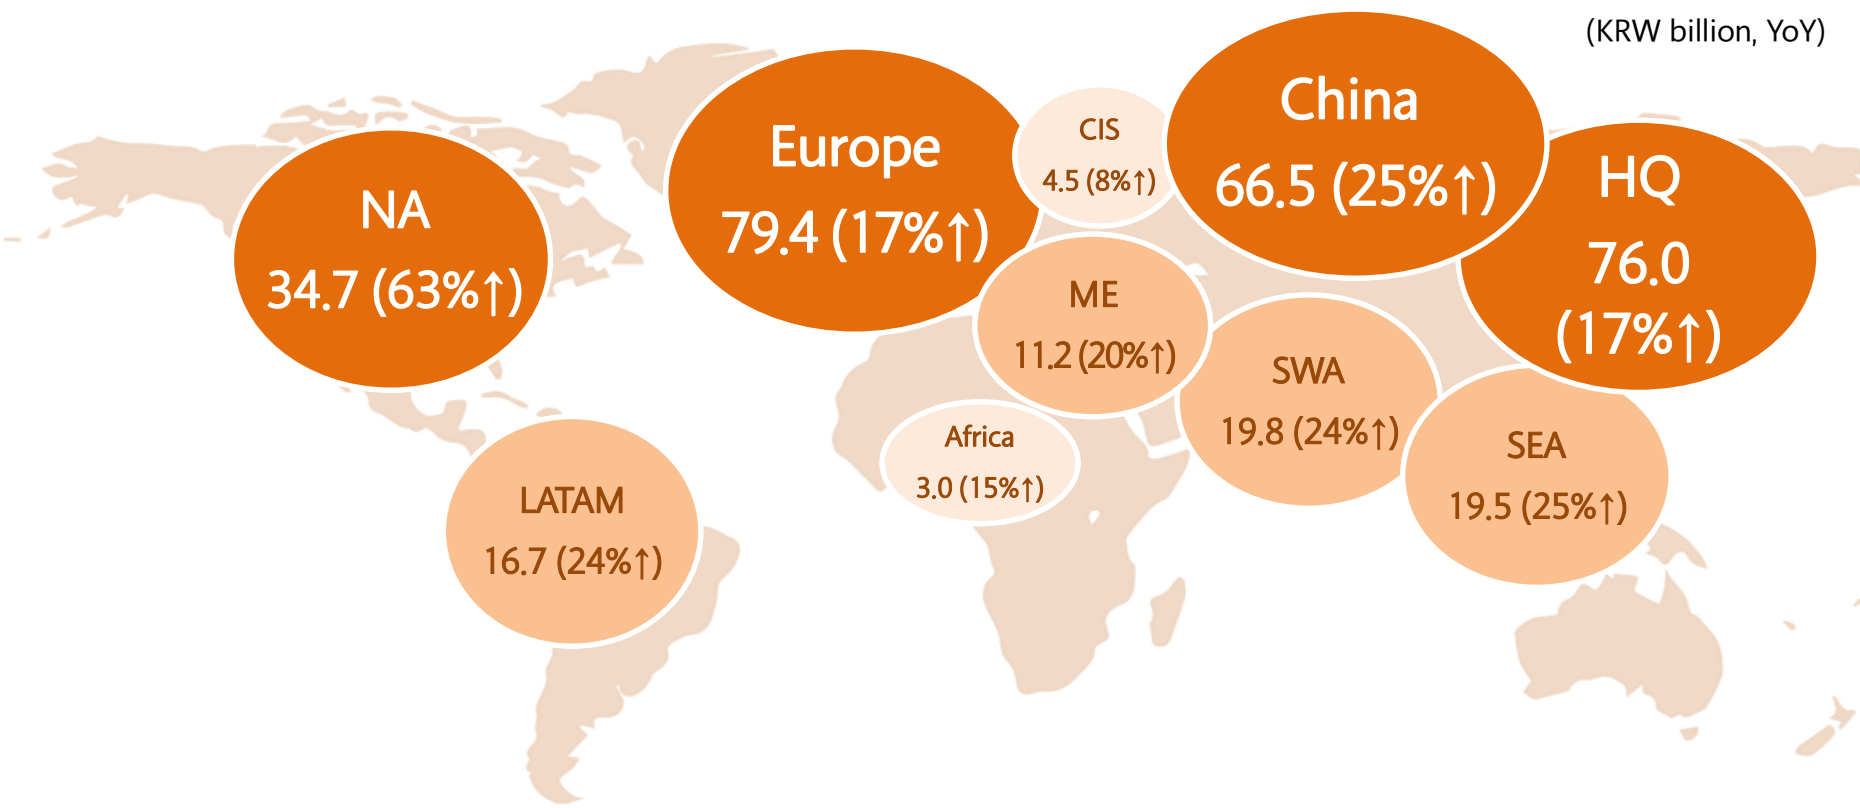 (KRW billion, YoY)
NA
34.7 (63%↑)
Europe
79.4 (17%↑)
CIS
4.5 (8%↑)
China
66.5 (25%↑)
HQ
76.0
(17%↑)
ME
11.2 (20%↑)
SWA
19.8 (24%↑)
Africa
3.0 (15%↑)
SEA
19.5 (25%↑)
LATAM
16.7 (24%↑)